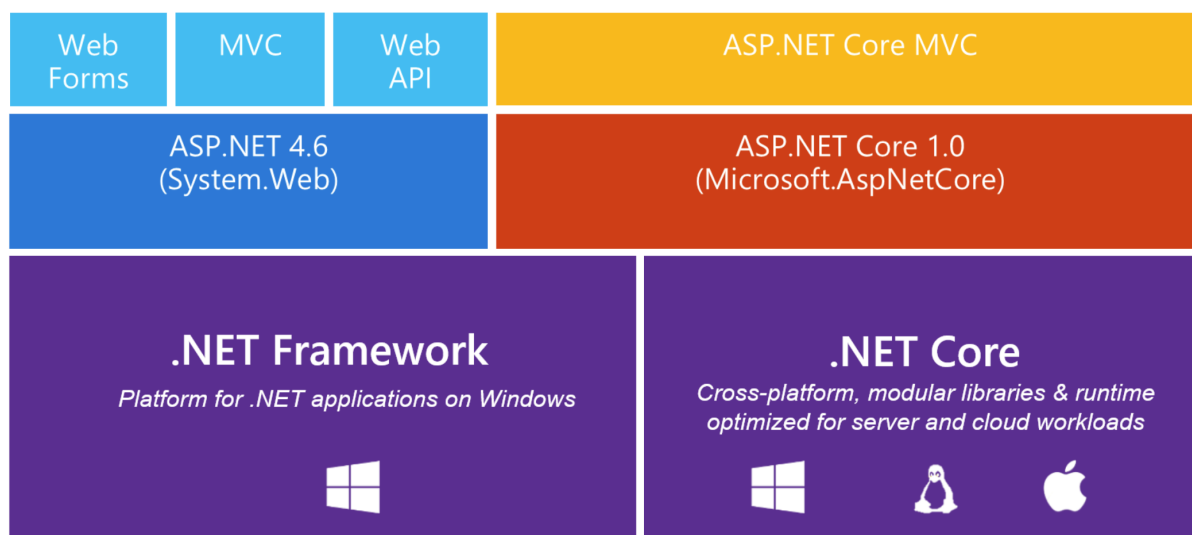 Web
Forms
MVC
Web
API
ASP.NET Core MVC
ASP.NET 4.6
(System.Web)
ASP.NET Core 1.0
(Microsoft.AspNetCore)
.NET Framework
Platform for .NET applications on Windows
.NET Core
Cross-platform, modular libraries & runtime
optimized for server and cloud workloads